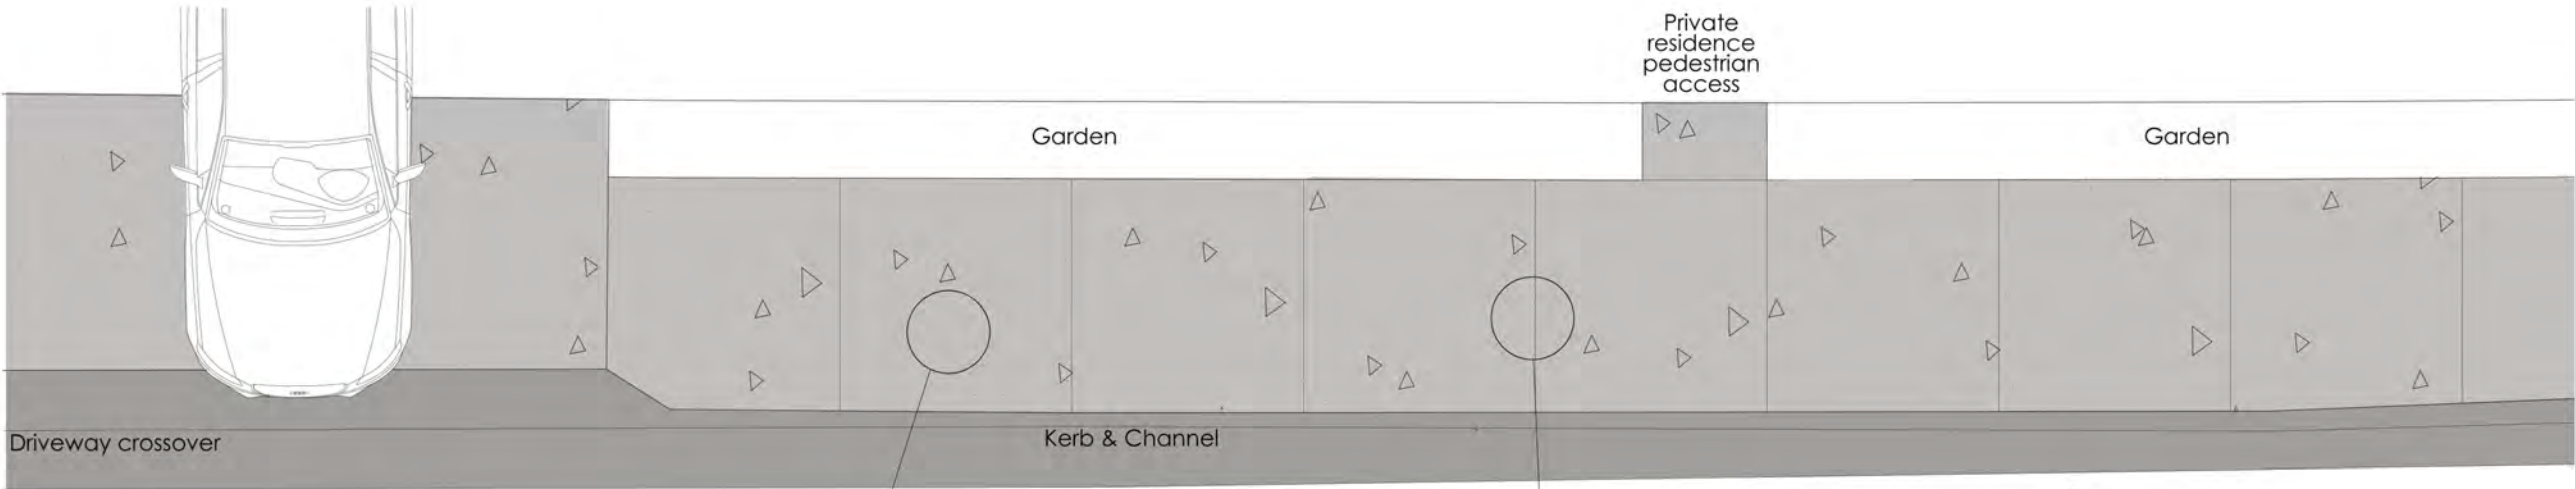 Private
residence
pedestrian
access
Garden
Garden
Driveway crossover
Kerb & Channel